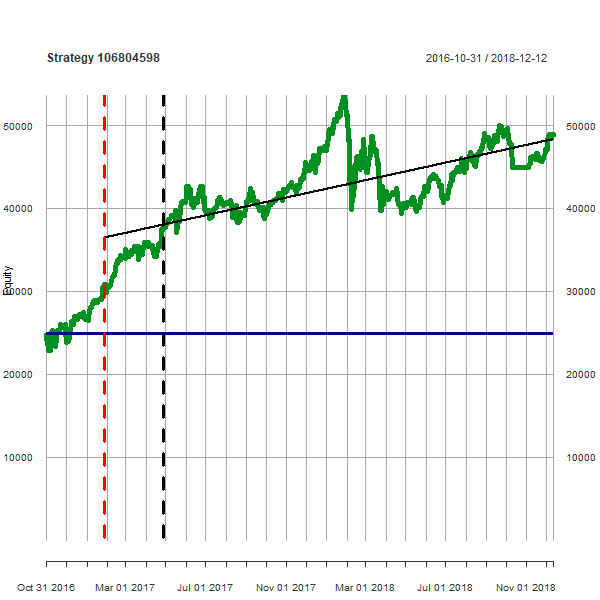 Strategy 106804598
2016-10-31 / 2018-12-12
50000
50000
40000
40000
Equity
30000
30000
20000
20000
10000
10000
Oct 31 2016
Mar 01 2017
Jul 01 2017
Nov 01 2017
Mar 01 2018
Jul 01 2018
Nov 01 2018